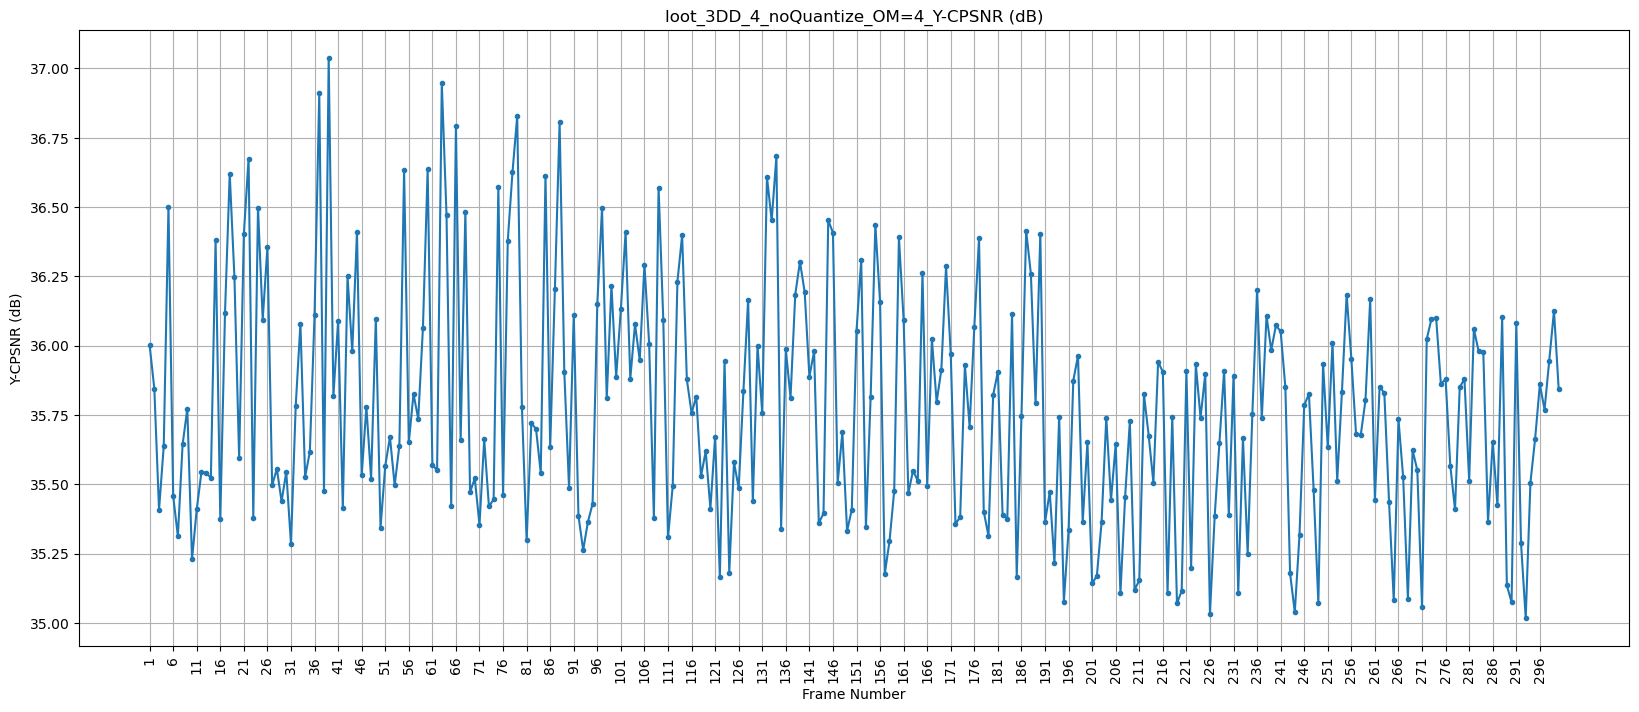 loot_3DD_4_noQuantize_OM=4_Y-CPSNR (dB)
Y-CPSNR (dB)
37.00
36.75
36.50
36.25
36.00
35.75
35.50
35.25
35.00
1 6 11 16 21 26 31 36 41 46 51 56 61 66 71 76 81 86 91 96 101 106 111 116 121 126 131 136 141 146 151 156 161 166 171 176 181 186 191 196 201 206 211 216 221 226 231 236 241 246 251 256 261 266 271 276 281 286 291 296
Frame Number